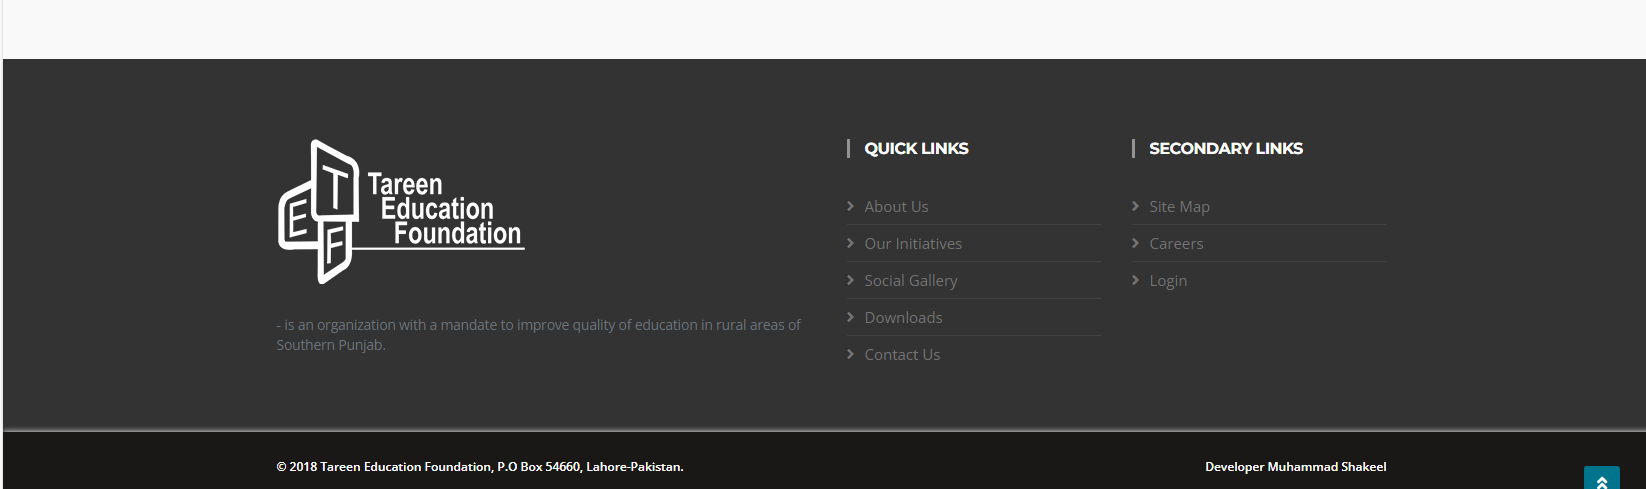 T
E
F
Tareen
Education
Foundation
- is an organization with a mandate to improve quality of education in rural areas of
Southern Punjab.
QUICK LINKS
About Us
Our Initiatives
Social Gallery
Downloads
Contact Us
SECONDARY LINKS
Site Map
Careers
Login
© 2018 Tareen Education Foundation, P.O Box 54660, Lahore-Pakistan.
Developer Muhammad Shakeel